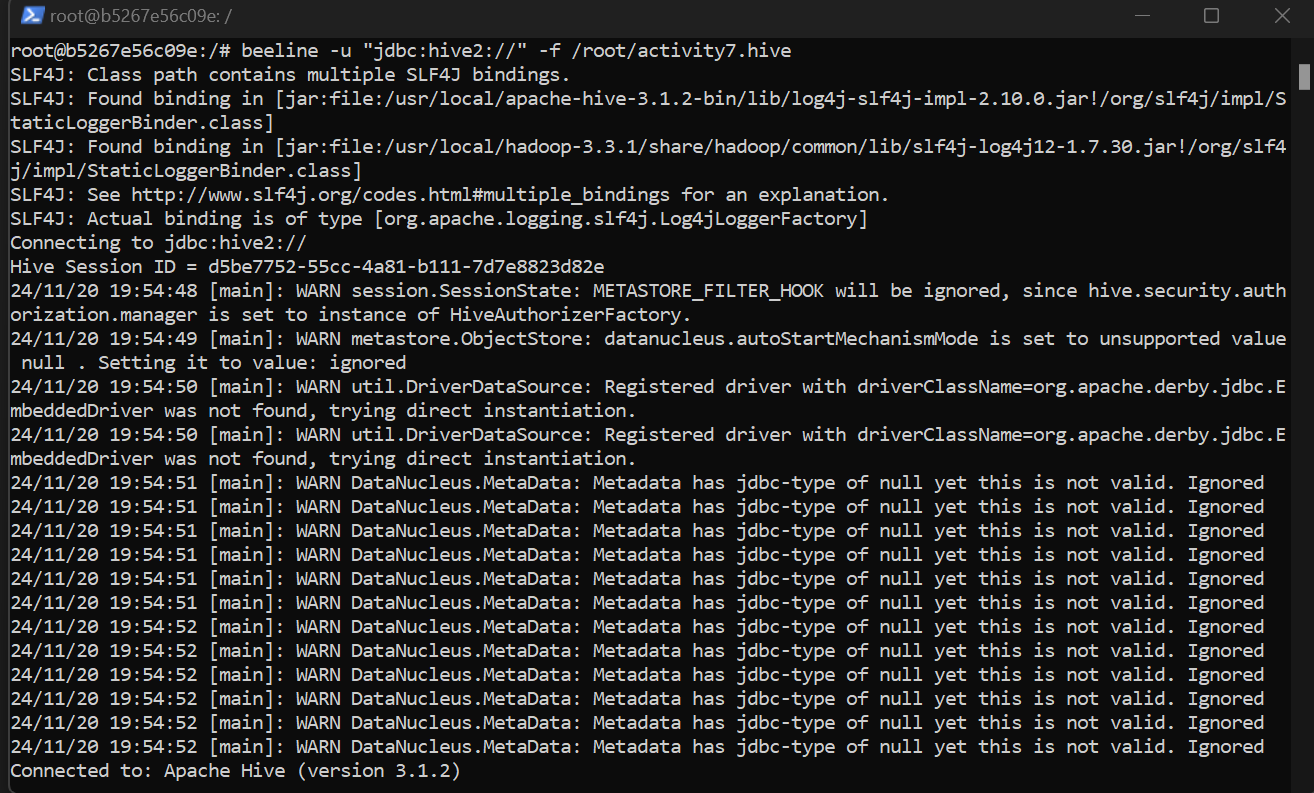 root@b5267e56c09e: /
root@b5267e56c09e:/# beeline -u "jdbc:hive2://" -f /root/activity7.hive
SLF4J: Class path contains multiple SLF4J bindings.
SLF4J: Found binding in [jar:file:/usr/local/apache-hive-3.1.2-bin/lib/log4j-slf4j-impl-2.10.0.jar!/org/slf4j/impl/S
taticLoggerBinder.class]
SLF4J: Found binding in [jar:file:/usr/local/hadoop-3.3.1/share/hadoop/common/lib/slf4j-log4j12-1.7.30.jar!/org/slf4
j/impl/StaticLoggerBinder.class]
SLF4J: See http://www.slf4j.org/codes.html#multiple_bindings for an explanation.
SLF4J: Actual binding is of type [org.apache.logging.slf4j.Log4jLoggerFactory]
Connecting to jdbc:hive2://
Hive Session ID = d5be7752-55cc-4a81-b111-7d7e8823d82e
24/11/20 19:54:48 [main]: WARN session.SessionState: METASTORE_FILTER_HOOK will be ignored, since hive.security.auth
orization.manager is set to instance of HiveAuthorizerFactory.
24/11/20 19:54:49 [main]: WARN metastore.ObjectStore: datanucleus.autoStartMechanismMode is set to unsupported value
 null . Setting it to value: ignored
24/11/20 19:54:50 [main]: WARN util.DriverDataSource: Registered driver with driverClassName=org.apache.derby.jdbc.E
mbeddedDriver was not found, trying direct instantiation.
24/11/20 19:54:50 [main]: WARN util.DriverDataSource: Registered driver with driverClassName=org.apache.derby.jdbc.E
mbeddedDriver was not found, trying direct instantiation.
24/11/20 19:54:51 [main]: WARN DataNucleus.MetaData: Metadata has jdbc-type of null yet this is not valid. Ignored
24/11/20 19:54:51 [main]: WARN DataNucleus.MetaData: Metadata has jdbc-type of null yet this is not valid. Ignored
24/11/20 19:54:51 [main]: WARN DataNucleus.MetaData: Metadata has jdbc-type of null yet this is not valid. Ignored
24/11/20 19:54:51 [main]: WARN DataNucleus.MetaData: Metadata has jdbc-type of null yet this is not valid. Ignored
24/11/20 19:54:51 [main]: WARN DataNucleus.MetaData: Metadata has jdbc-type of null yet this is not valid. Ignored
24/11/20 19:54:51 [main]: WARN DataNucleus.MetaData: Metadata has jdbc-type of null yet this is not valid. Ignored
24/11/20 19:54:52 [main]: WARN DataNucleus.MetaData: Metadata has jdbc-type of null yet this is not valid. Ignored
24/11/20 19:54:52 [main]: WARN DataNucleus.MetaData: Metadata has jdbc-type of null yet this is not valid. Ignored
24/11/20 19:54:52 [main]: WARN DataNucleus.MetaData: Metadata has jdbc-type of null yet this is not valid. Ignored
24/11/20 19:54:52 [main]: WARN DataNucleus.MetaData: Metadata has jdbc-type of null yet this is not valid. Ignored
24/11/20 19:54:52 [main]: WARN DataNucleus.MetaData: Metadata has jdbc-type of null yet this is not valid. Ignored
24/11/20 19:54:52 [main]: WARN DataNucleus.MetaData: Metadata has jdbc-type of null yet this is not valid. Ignored
Connected to: Apache Hive (version 3.1.2)